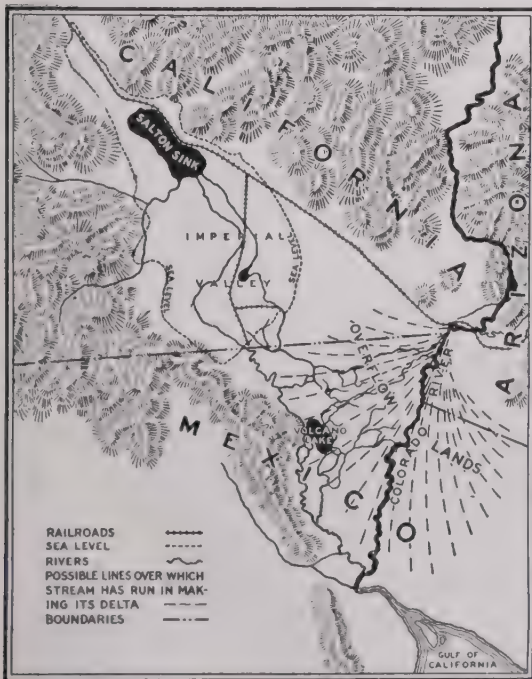 CALIFORNIA
ARIZONA
SALTON SINK
IMPERIAL
VALLEY
SEA LEVEL
SEA LEVEL
OVERFLOW
LANDS
COLORADO RIVER
VOLCANO
LAKE
MEXICO
RAILROADS
SEA LEVEL
RIVERS
POSSIBLE LINES OVER WHICH
STREAM HAS RUN IN MAK-
ING ITS DELTA
BOUNDARIES
GULF OF
CALIFORNIA